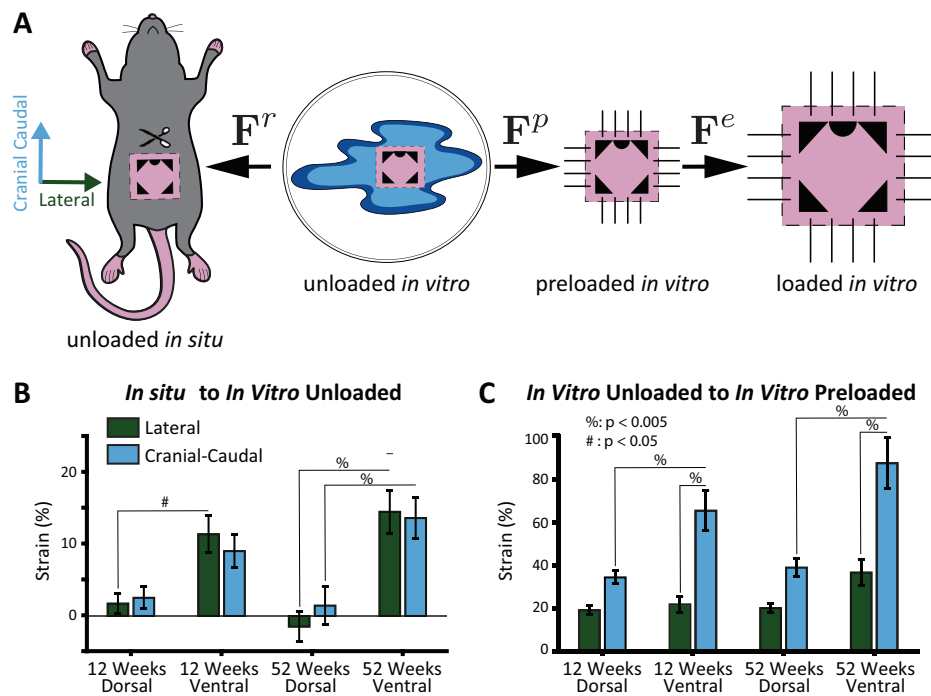 A
Cranial Caudal
Lateral
F^r
F^p
F^e
unloaded in situ
unloaded in vitro
preloaded in vitro
loaded in vitro
B
In situ to In Vitro Unloaded
Lateral
Cranial-Caudal
Strain (%)
20
10
0
#
%
%
–
12 Weeks Dorsal
12 Weeks Ventral
52 Weeks Dorsal
52 Weeks Ventral
C
In Vitro Unloaded to In Vitro Preloaded
%: p < 0.005
# : p < 0.05
Strain (%)
100
80
60
40
20
0
%
%
%
%
12 Weeks Dorsal
12 Weeks Ventral
52 Weeks Dorsal
52 Weeks Ventral